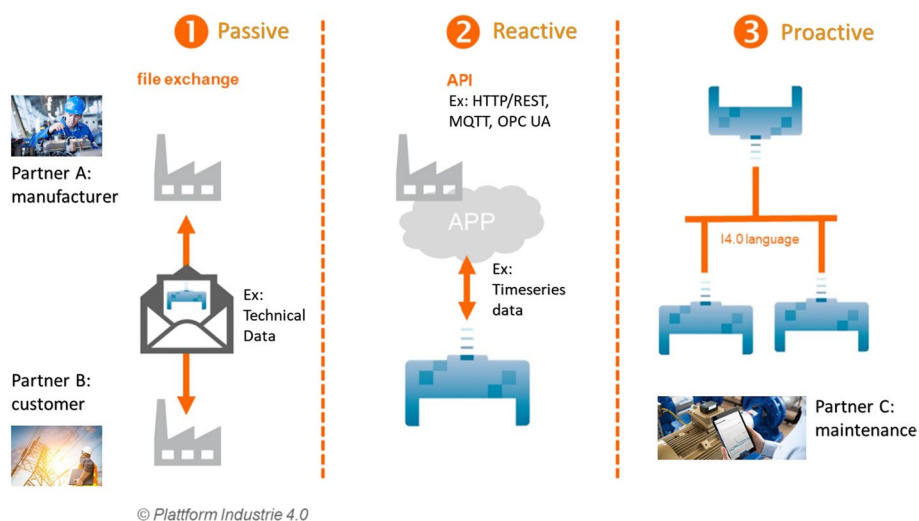 1 Passive
file exchange
Partner A:
manufacturer
Ex:
Technical
Data
Partner B:
customer
© Plattform Industrie 4.0
2 Reactive
API
Ex: HTTP/REST,
MQTT, OPC UA
APP
Ex:
Timeseries
data
3 Proactive
I4.0 language
Partner C:
maintenance